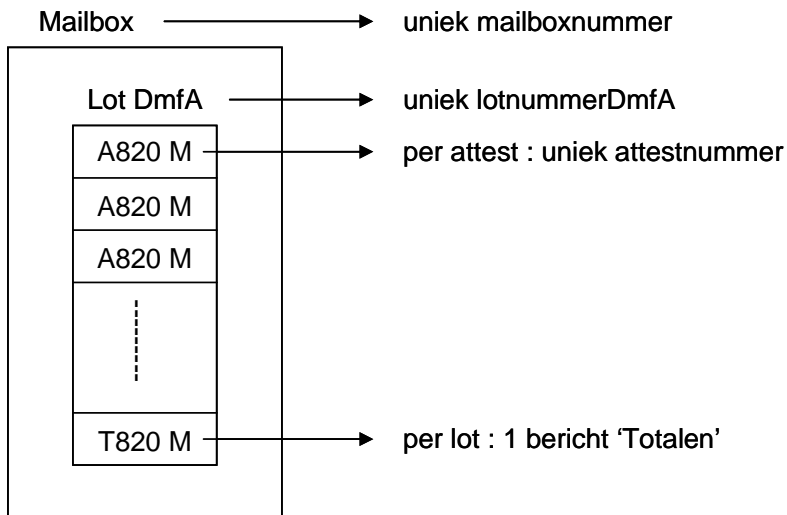 Mailbox uniek mailboxnummer
Lot DmfA uniek lotnummerDmfA
A820 M per attest : uniek attestnummer
A820 M
A820 M
T820 M per lot : 1 bericht ‘Totalen’